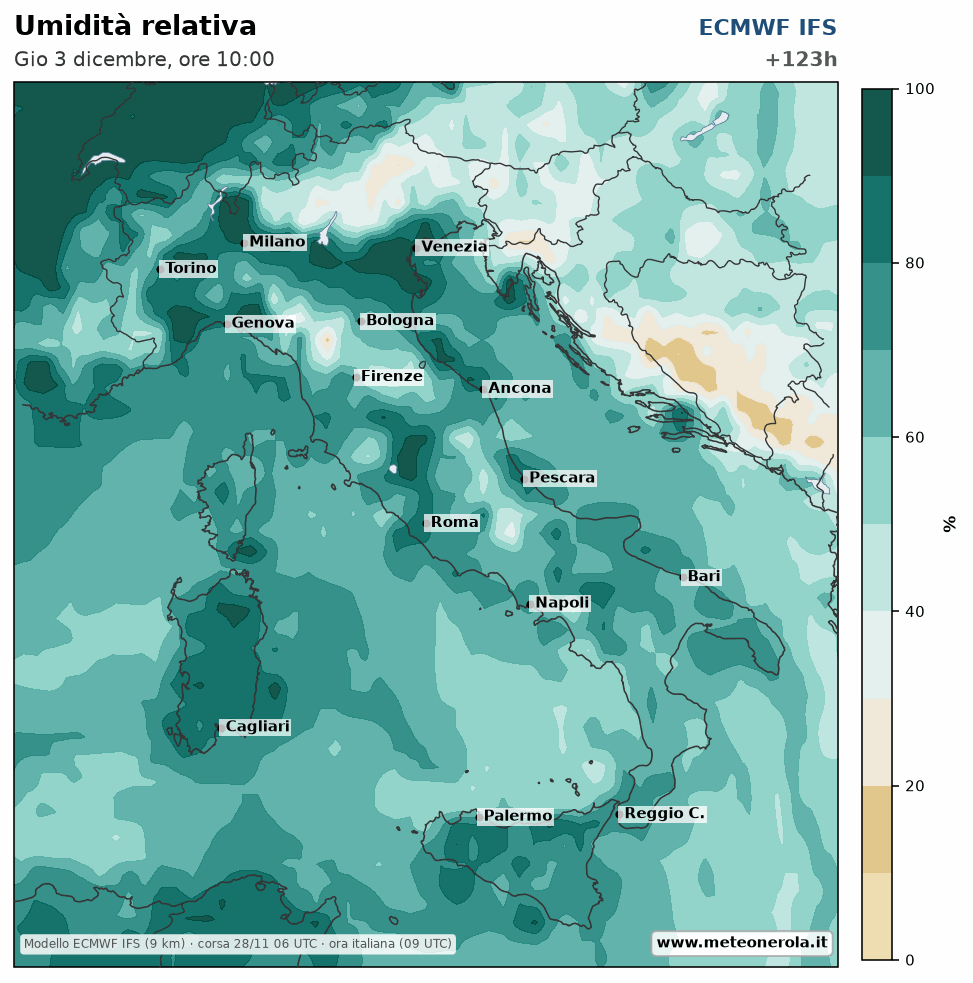 Umidità relativa
ECMWF IFS
Gio 3 dicembre, ore 10:00
+123h
100
80
60
40
20
0
%
Milano
Venezia
Torino
Genova
Bologna
Firenze
Ancona
Pescara
Roma
Bari
Napoli
Cagliari
Palermo
Reggio C.
Modello ECMWF IFS (9 km) · corsa 28/11 06 UTC · ora italiana (09 UTC)
www.meteonerola.it